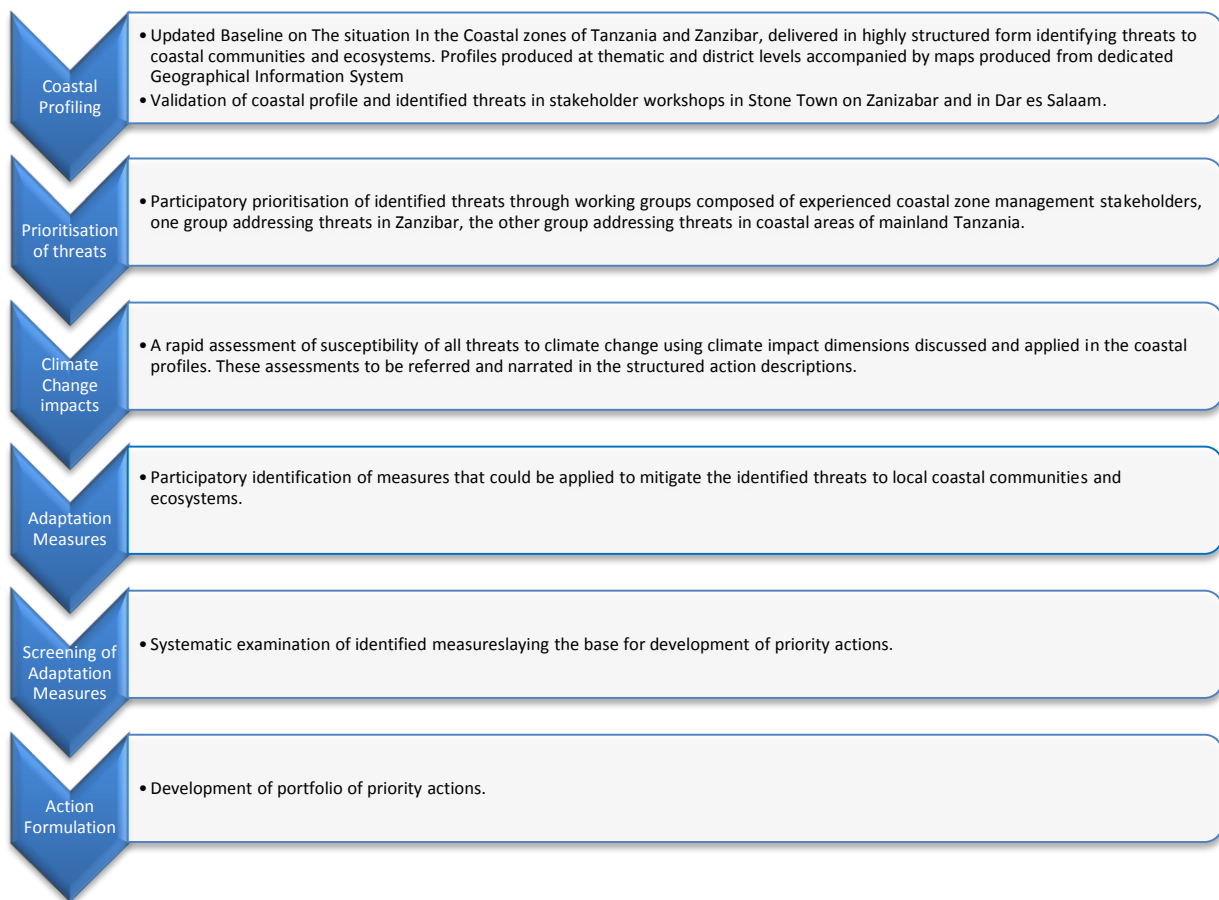 Coastal
Profiling
• Updated Baseline on The situation In the Coastal zones of Tanzania and Zanzibar, delivered in highly structured form identifying threats to
coastal communities and ecosystems. Profiles produced at thematic and district levels accompanied by maps produced from dedicated
Geographical Information System
• Validation of coastal profile and identified threats in stakeholder workshops in Stone Town on Zanizabar and in Dar es Salaam.
Prioritisation
of threats
• Participatory prioritisation of identified threats through working groups composed of experienced coastal zone management stakeholders,
one group addressing threats in Zanzibar, the other group addressing threats in coastal areas of mainland Tanzania.
Climate
Change
impacts
• A rapid assessment of susceptibility of all threats to climate change using climate impact dimensions discussed and applied in the coastal
profiles. These assessments to be referred and narrated in the structured action descriptions.
Adaptation
Measures
• Participatory identification of measures that could be applied to mitigate the identified threats to local coastal communities and
ecosystems.
Screening of
Adaptation
Measures
• Systematic examination of identified measureslaying the base for development of priority actions.
Action
Formulation
• Development of portfolio of priority actions.